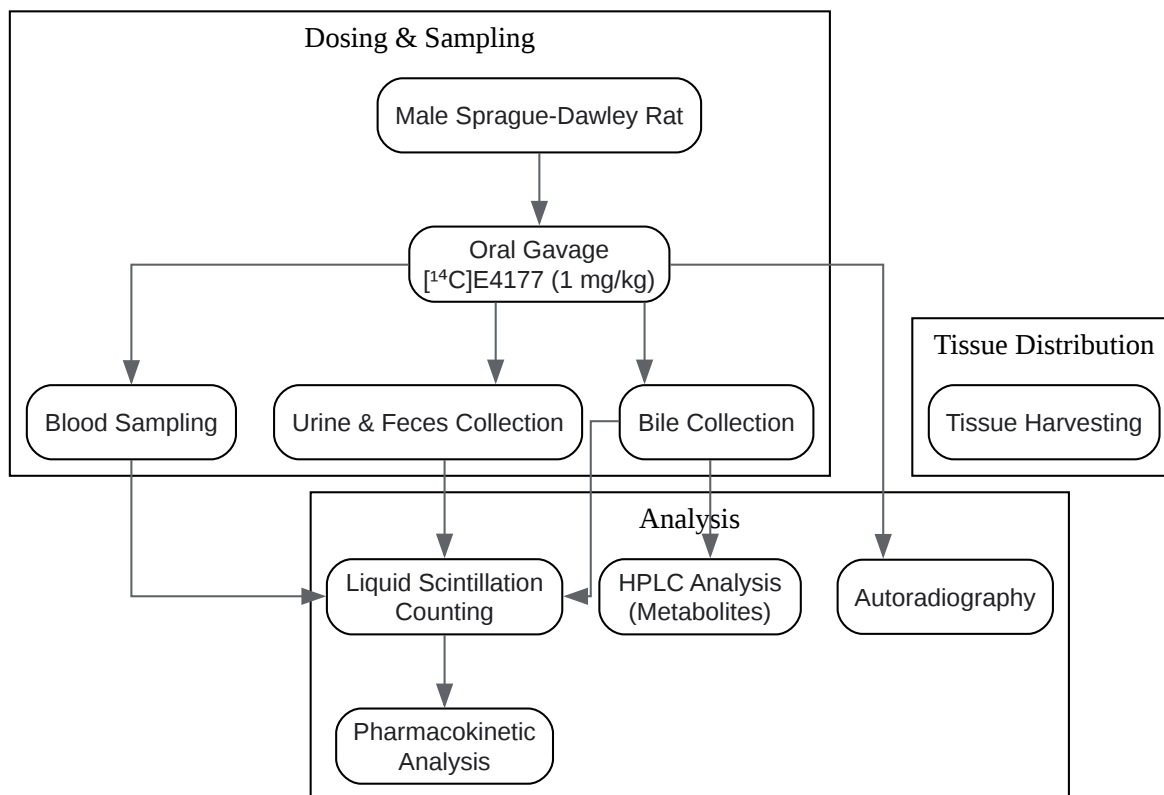 Dosing & Sampling
Male Sprague-Dawley Rat
Oral Gavage
[¹⁴C]E4177 (1 mg/kg)
Tissue Distribution
Blood Sampling
Urine & Feces Collection
Bile Collection
Tissue Harvesting
Analysis
Liquid Scintillation
Counting
HPLC Analysis
(Metabolites)
Autoradiography
Pharmacokinetic
Analysis